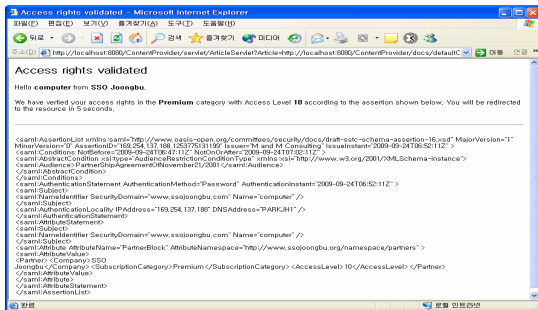 Access rights validated - Microsoft Internet Explorer
파일(F) 편집(E) 보기(V) 즐겨찾기(A) 도구(T) 도움말(H)
뒤로 검색 즐겨찾기 미디어
주소(D) http://localhost:8080/ContentProvider/servlet/ArticleServlet?Article=http://localhost:8080/ContentProvider/docs/defaultC 이동 연결 »
Access rights validated
Hello computer from SSO Joongbu,
We have verfied your access rights in the Premium category with Access Level 10 according to the assertion shown below, You will be redirected
to the resource in 5 seconds,
<saml:AssertionList xmlns:saml="http://www.oasis-open.org/committees/security/docs/draft-sstc-schema-assertion-16.xsd" MajorVersion="1"
MinorVersion="0" AssertionID="169,254,137,188,1253775131199" Issuer="M and M Consulting" IssueInstant="2009-09-24T06:52:11Z" >
<saml:Conditions NotBefore="2009-09-24T06:47:11Z" NotOnOrAfter="2009-09-24T07:02:11Z" >
<saml:AbstractCondition xsi:type="AudienceRestrictionConditionType" xmlns:xsi="http://www.w3.org/2001/XMLSchema-instance">
<saml:Audience>PartnerShipAgreementOfNovember21/2001</saml:Audience>
</saml:AbstractCondition>
</saml:Conditions>
<saml:AuthenticationStatement AuthenticationMethod="Password" AuthenticationInstant="2009-09-24T06:52:11Z" >
<saml:Subject>
<saml:NameIdentifier SecurityDomain="www,ssojoongbu,com" Name="computer" />
</saml:Subject>
<saml:AuthenticationLocality IPAddress="169,254,137,188" DNSAddress="PARKJH1" />
</saml:AuthenticationStatement>
<saml:AttributeStatement>
<saml:Subject>
<saml:NameIdentifier SecurityDomain="www,ssojoongbu,com" Name="computer" />
</saml:Subject>
<saml:Attribute AttributeName="PartnerBlock" AttributeNamespace="http://www.ssojoongbu.org/namespace/partners" >
<saml:AttributeValue>
<Partner> <Company>SSO
Joongbu</Company> <SubscriptionCategory>Premium</SubscriptionCategory> <AccessLevel>10</AccessLevel> </Partner>
</saml:AttributeValue>
</saml:Attribute>
</saml:AttributeStatement>
</saml:AssertionList>
완료 로컬 인트라넷